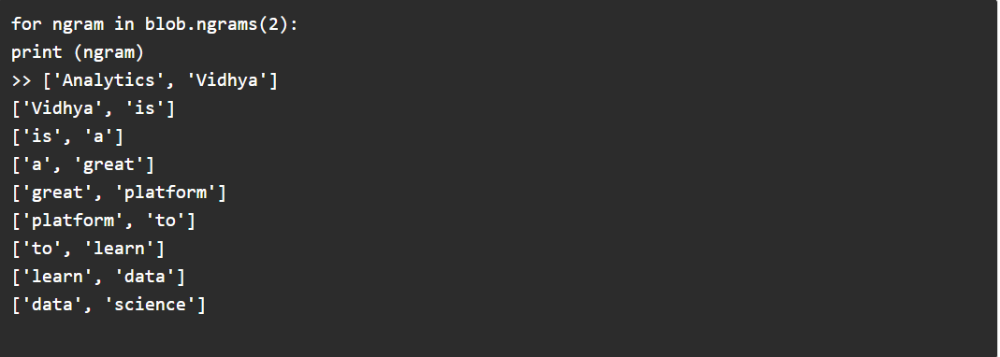 for ngram in blob.ngrams(2):
print (ngram)
>> ['Analytics', 'Vidhya']
['Vidhya', 'is']
['is', 'a']
['a', 'great']
['great', 'platform']
['platform', 'to']
['to', 'learn']
['learn', 'data']
['data', 'science']